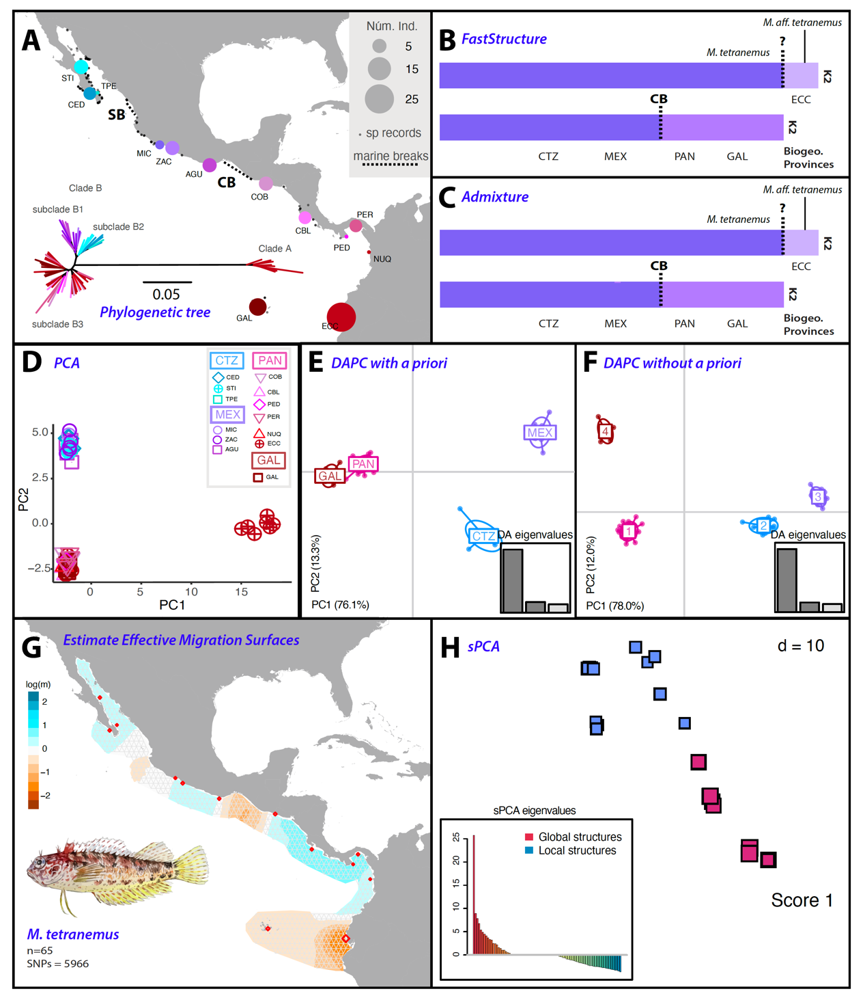 A
Núm. Ind.
5
15
25
sp records
marine breaks
STI
TPE
CED
SB
MIC
ZAC
AGU
CB
COB
CBL
PER
PED
NUQ
GAL
ECC
Clade B
subclade B1
subclade B2
Clade A
0.05
Phylogenetic tree
subclade B3
B FastStructure
M. aff. tetranemus
?
M. tetranemus
K2
CB
ECC
K2
CTZ MEX PAN GAL
Biogeo.
Provinces
C Admixture
M. aff. tetranemus
?
M. tetranemus
K2
CB
ECC
K2
CTZ MEX PAN GAL
Biogeo.
Provinces
D PCA
CTZ PAN
CED COB
STI CBL
TPE PED
MEX PER
MIC NUQ
ZAC ECC
AGU GAL
GAL
5.0
2.5
0.0
−2.5
PC2
0 5 10 15
PC1
E DAPC with a priori
MEX
PAN
GAL
CTZ
DA eigenvalues
PC2 (13.3%)
PC1 (76.1%)
F DAPC without a priori
4
3
1
2
DA eigenvalues
PC2 (12.0%)
PC1 (78.0%)
G Estimate Effective Migration Surfaces
log(m)
2
1
0
−1
−2
M. tetranemus
n=65
SNPs = 5966
H sPCA
d = 10
sPCA eigenvalues
Global structures
Local structures
25
20
15
10
5
0
Score 1